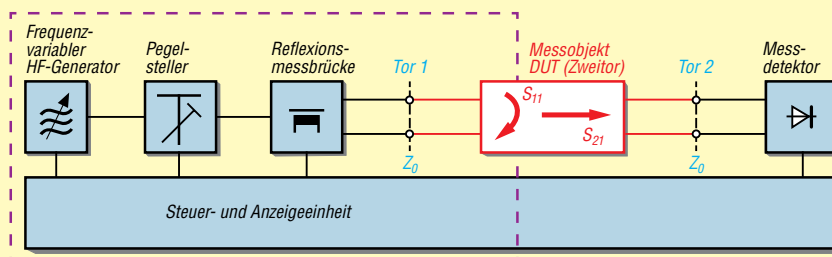 Frequenz-
variabler
HF-Generator
Pegel-
steller
Reflexions-
messbrücke
Tor 1
Messobjekt
DUT (Zweitor)
Tor 2
Mess-
detektor
S11
S21
Z0
Z0
Steuer- und Anzeigeeinheit